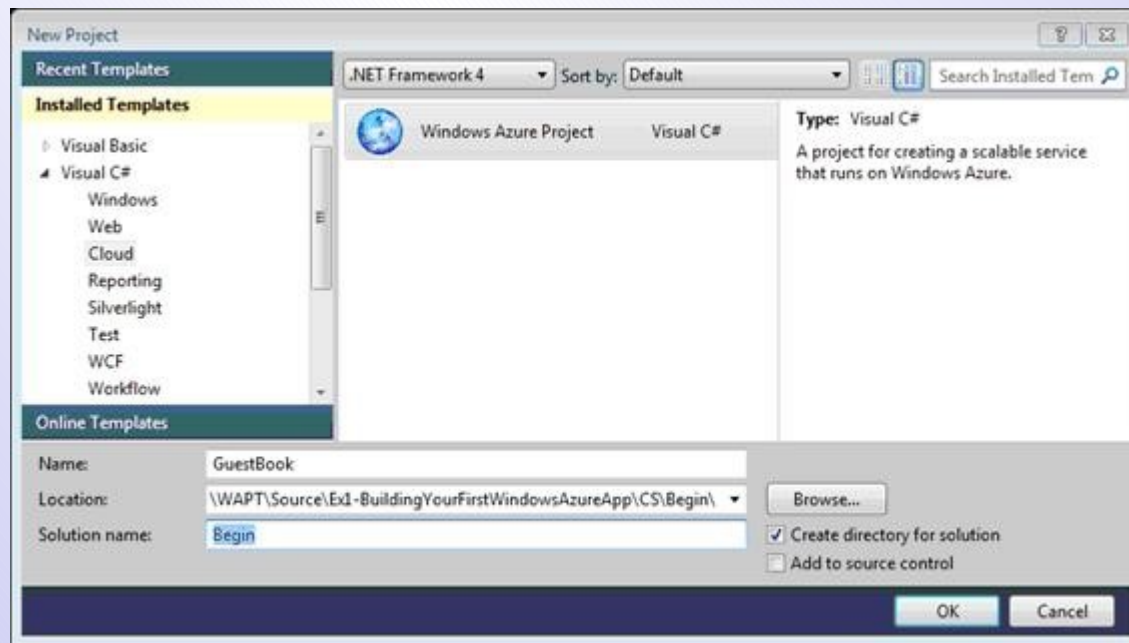 New Project
Recent Templates
Installed Templates
Visual Basic
Visual C#
Windows
Web
Cloud
Reporting
Silverlight
Test
WCF
Workflow
Online Templates
.NET Framework 4
Sort by: Default
Search Installed Tem
Windows Azure Project Visual C#
Type: Visual C#
A project for creating a scalable service
that runs on Windows Azure.
Name: GuestBook
Location: \WAPT\Source\Ex1-BuildingYourFirstWindowsAzureApp\CS\Begin\
Browse...
Solution name: Begin
Create directory for solution
Add to source control
OK Cancel